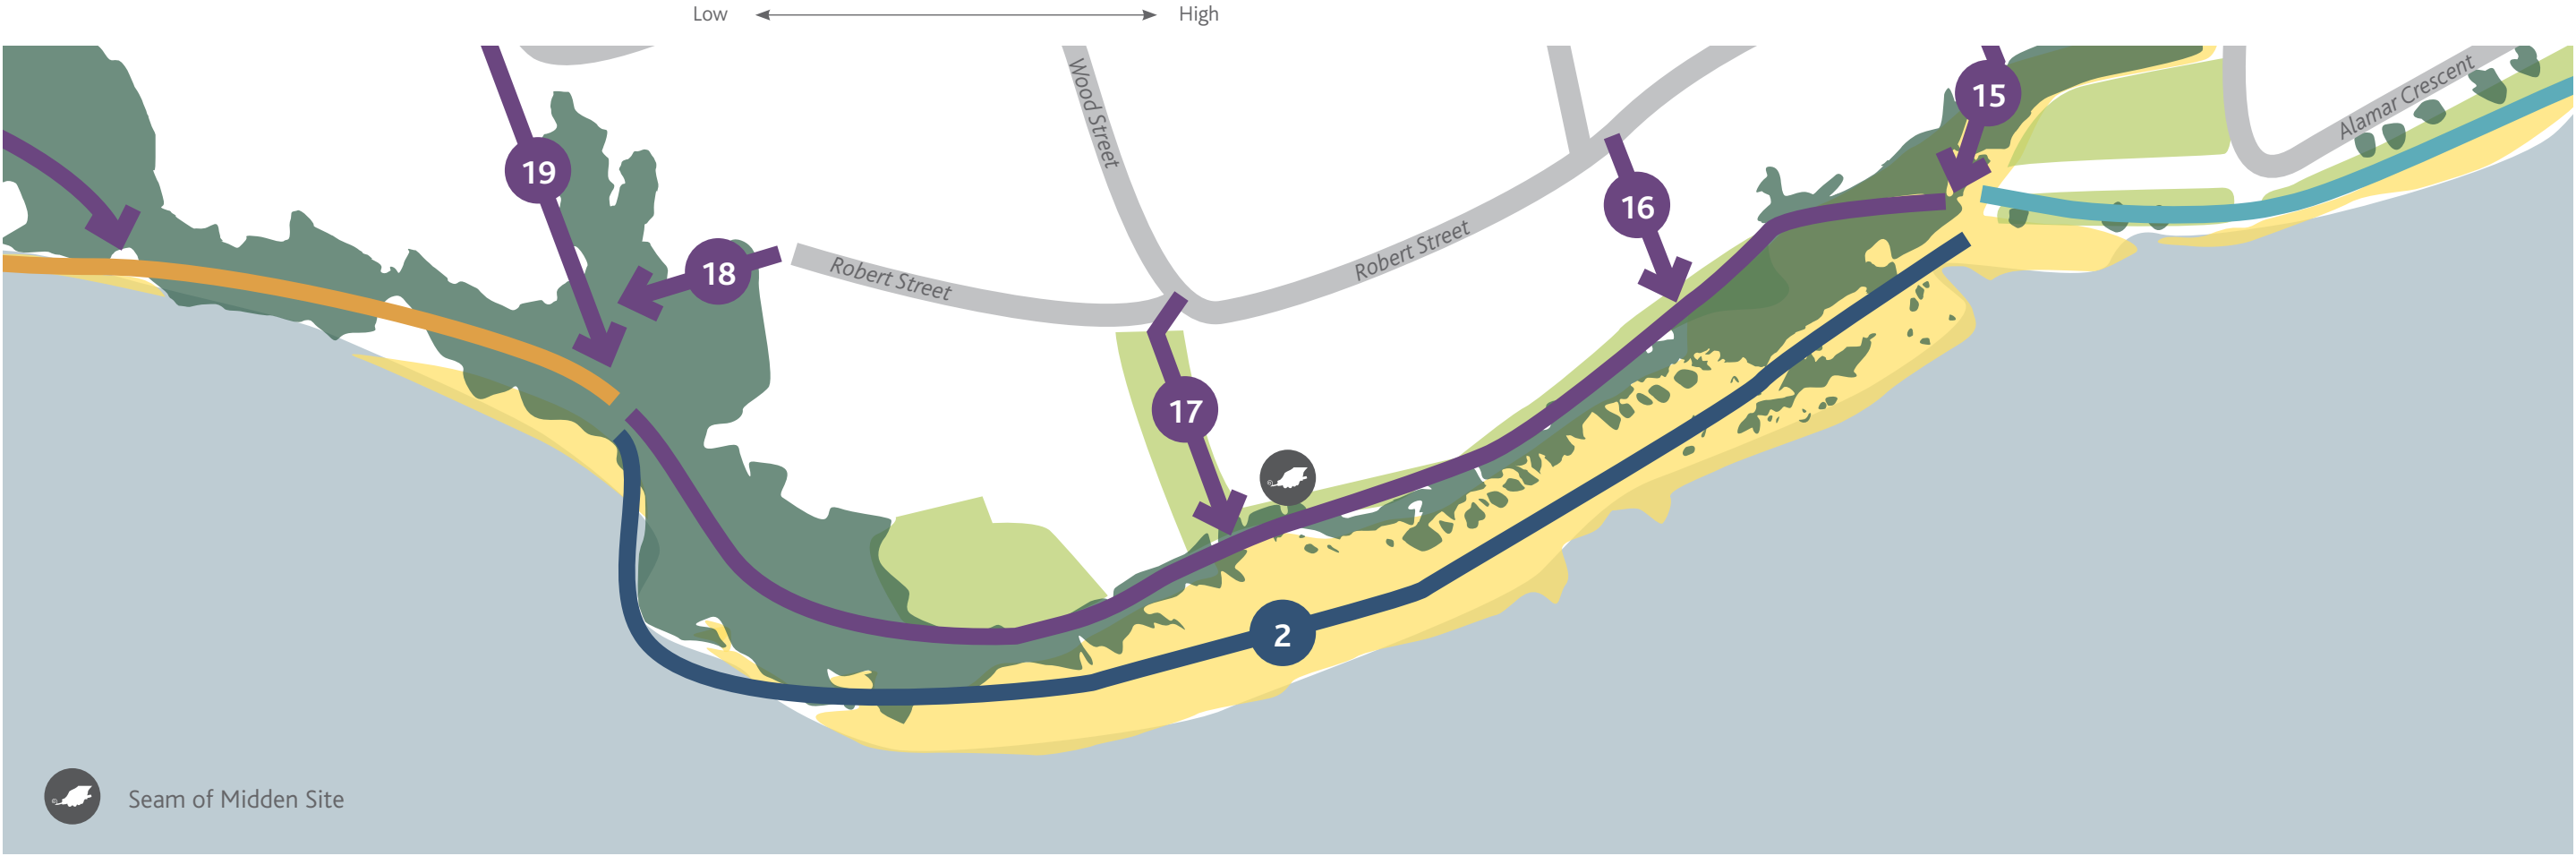 Low High
Wood Street
Alamar Crescent
15
19
16
18
Robert Street
Robert Street
17
2
Seam of Midden Site